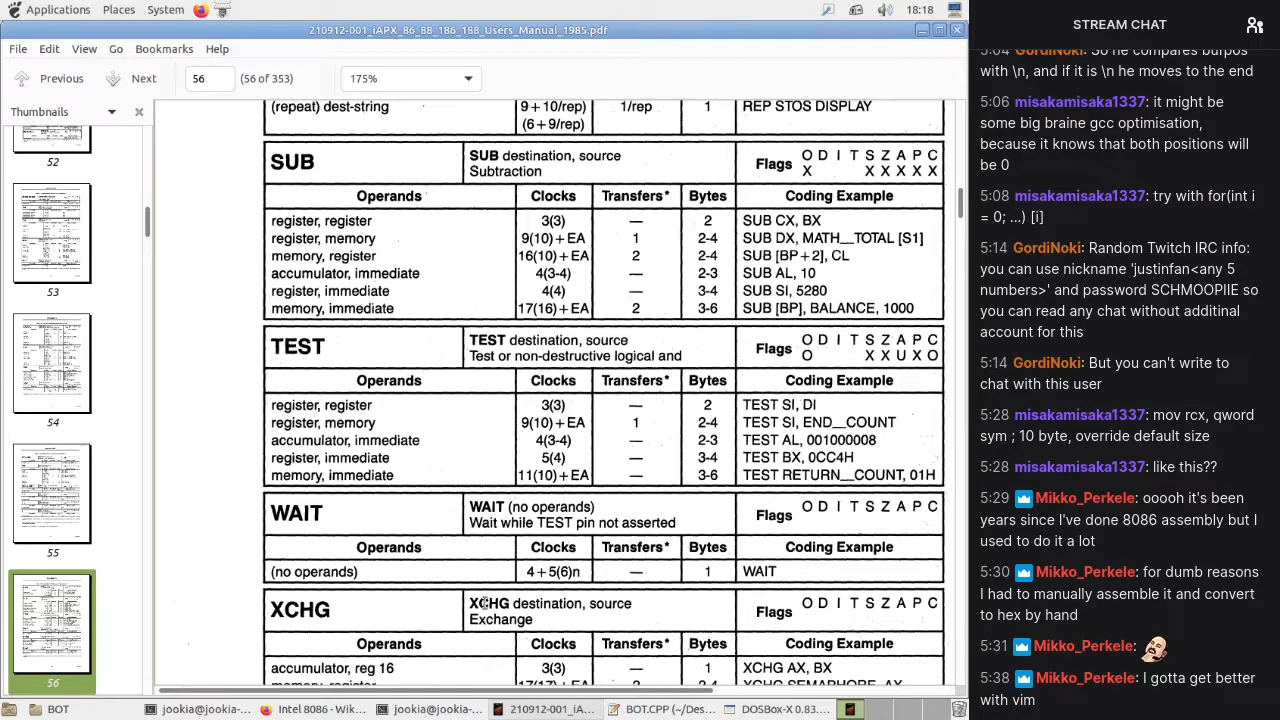 Applications Places System 18:18
210912-001_iAPX_86_88_186_188_Users_Manual_1985.pdf
File Edit View Go Bookmarks Help
Previous Next 56 (56 of 353) 175%
Thumbnails
52
53
54
55
56
(repeat) dest-string 9+10/rep 1/rep 1 REP STOS DISPLAY
(6+9/rep)
SUB SUB destination, source Flags O D I T S Z A P C
Subtraction X X X X X X
Operands Clocks Transfers* Bytes Coding Example
register, register 3(3) — 2 SUB CX, BX
register, memory 9(10)+EA 1 2-4 SUB DX, MATH__TOTAL [S1]
memory, register 16(10)+EA 2 2-4 SUB [BP+2], CL
accumulator, immediate 4(3-4) — 2-3 SUB AL, 10
register, immediate 4(4) — 3-4 SUB SI, 5280
memory, immediate 17(16)+EA 2 3-6 SUB [BP], BALANCE, 1000
TEST TEST destination, source Flags O D I T S Z A P C
Test or non-destructive logical and O X X U X O
Operands Clocks Transfers* Bytes Coding Example
register, register 3(3) — 2 TEST SI, DI
register, memory 9(10)+EA 1 2-4 TEST SI, END__COUNT
accumulator, immediate 4(3-4) — 2-3 TEST AL, 001000008
register, immediate 5(4) — 3-4 TEST BX, 0CC4H
memory, immediate 11(10)+EA — 3-6 TEST RETURN__COUNT, 01H
WAIT WAIT (no operands) Flags O D I T S Z A P C
Wait while TEST pin not asserted
Operands Clocks Transfers* Bytes Coding Example
(no operands) 4+5(6)n — 1 WAIT
XCHG XCHG destination, source Flags O D I T S Z A P C
Exchange
Operands Clocks Transfers* Bytes Coding Example
accumulator, reg 16 3(3) — 1 XCHG AX, BX
memory, register 17(17)+EA 2 2-4 XCHG SEMAPHORE, AX
BOT jookia@jookia-... Intel 8086 - Wik... jookia@jookia-... 210912-001_iA... BOT.CPP (~/Des... DOSBox-X 0.83....
STREAM CHAT
5:04 GordiNoki: So he compares bufpos
with \n, and if it is \n he moves to the end
5:06 misakamisaka1337: it might be
some big braine gcc optimisation,
because it knows that both positions will
be 0
5:08 misakamisaka1337: try with for(int i
= 0; ...) [i]
5:14 GordiNoki: Random Twitch IRC info:
you can use nickname 'justinfan<any 5
numbers>' and password SCHMOOPIIE so
you can read any chat without additinal
account for this
5:14 GordiNoki: But you can't write to
chat with this user
5:28 misakamisaka1337: mov rcx, qword
sym ; 10 byte, override default size
5:28 misakamisaka1337: like this??
5:29 Mikko_Perkele: ooooh it's been
years since I've done 8086 assembly but I
used to do it a lot
5:30 Mikko_Perkele: for dumb reasons
I had to manually assemble it and convert
to hex by hand
5:31 Mikko_Perkele:
5:38 Mikko_Perkele: I gotta get better
with vim